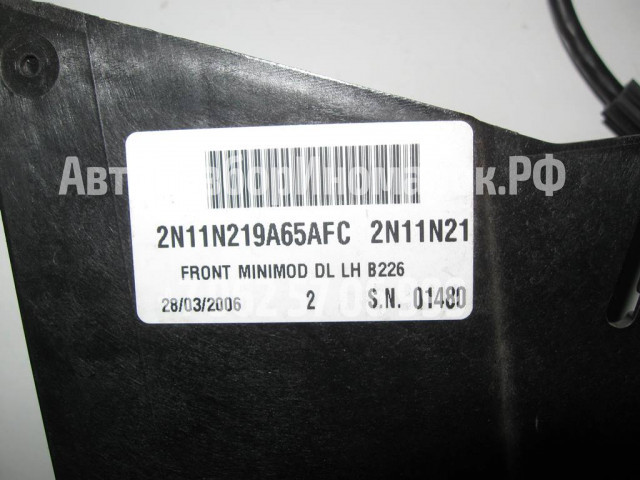 2N11N219A65AFC 2N11N21
FRONT MINIMOD DL LH B226
28/03/2006 2 S.N. 01480